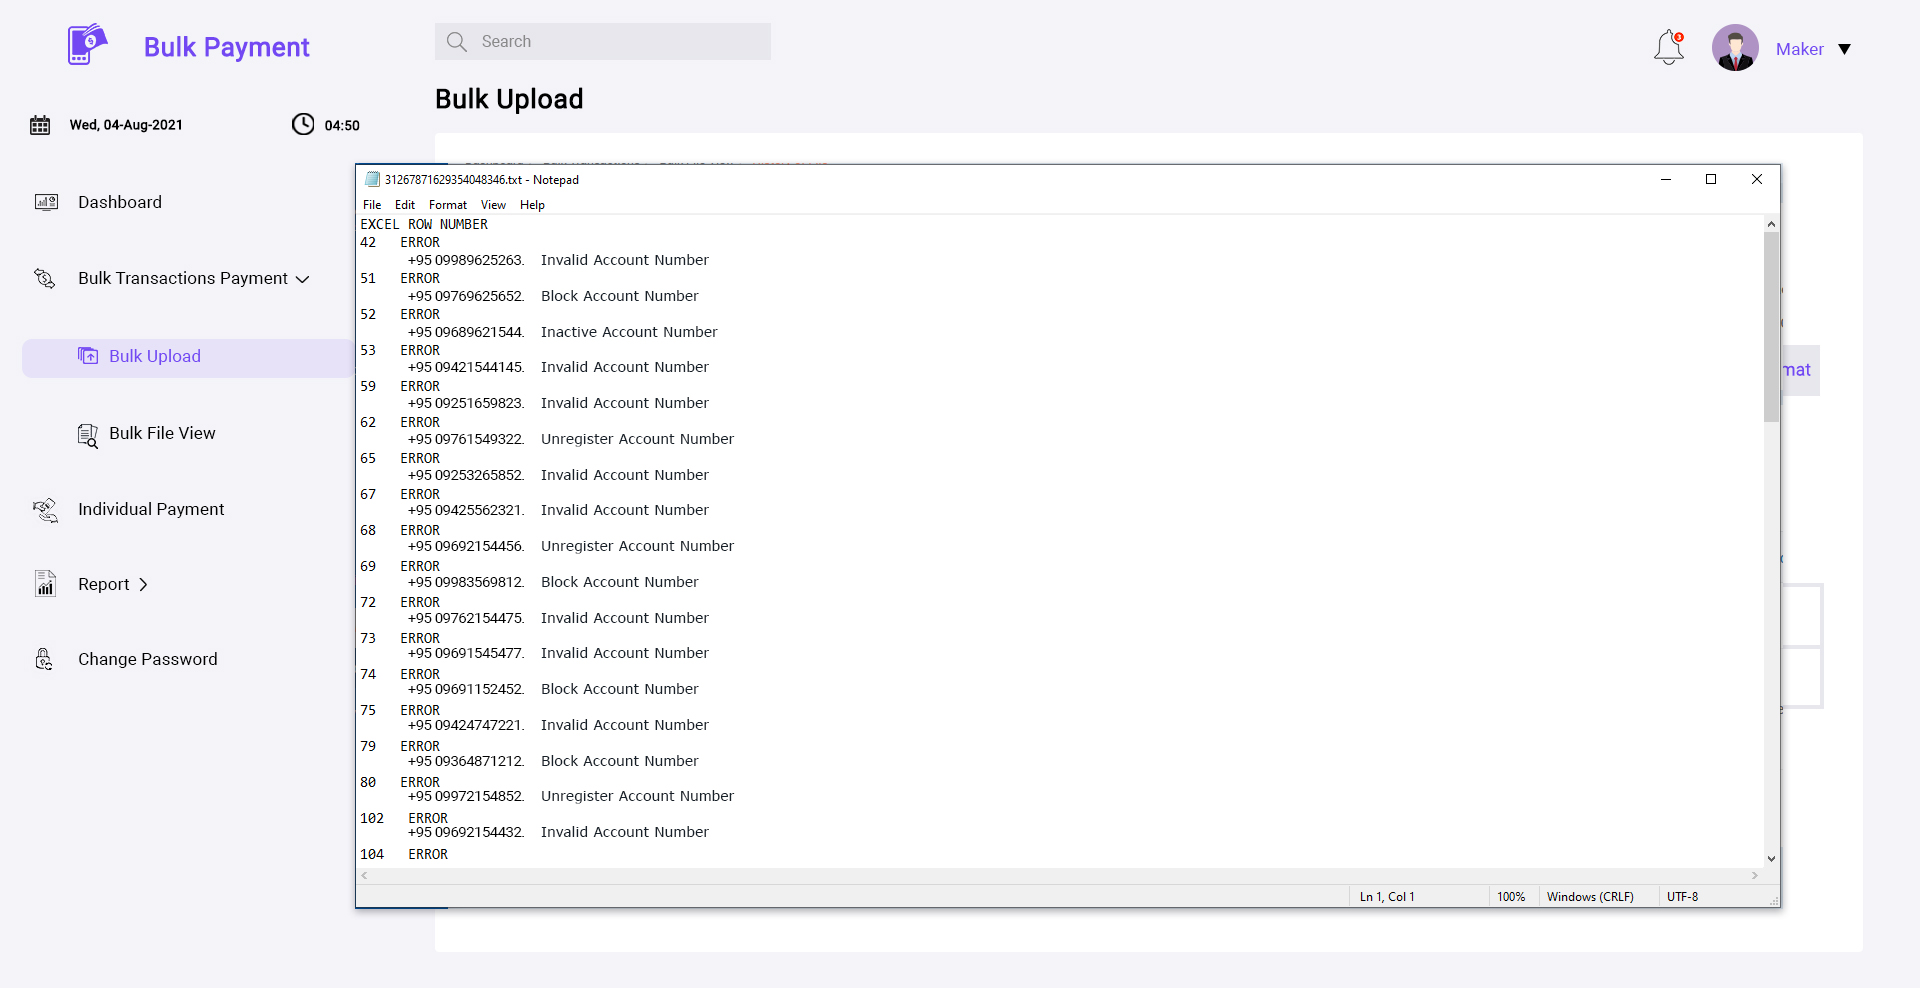 Bulk Payment
Search
3
Maker
Bulk Upload
Wed, 04-Aug-2021
04:50
Dashboard
Bulk Transactions Payment
Bulk Upload
Bulk File View
Individual Payment
Report
Change Password
31267871629354048346.txt - Notepad
File Edit Format View Help
EXCEL ROW NUMBER
42 ERROR
+95 09989625263. Invalid Account Number
51 ERROR
+95 09769625652. Block Account Number
52 ERROR
+95 09689621544. Inactive Account Number
53 ERROR
+95 09421544145. Invalid Account Number
59 ERROR
+95 09251659823. Invalid Account Number
62 ERROR
+95 09761549322. Unregister Account Number
65 ERROR
+95 09253265852. Invalid Account Number
67 ERROR
+95 09425562321. Invalid Account Number
68 ERROR
+95 09692154456. Unregister Account Number
69 ERROR
+95 09983569812. Block Account Number
72 ERROR
+95 09762154475. Invalid Account Number
73 ERROR
+95 09691545477. Invalid Account Number
74 ERROR
+95 09691152452. Block Account Number
75 ERROR
+95 09424747221. Invalid Account Number
79 ERROR
+95 09364871212. Block Account Number
80 ERROR
+95 09972154852. Unregister Account Number
102 ERROR
+95 09692154432. Invalid Account Number
104 ERROR
mat
Ln 1, Col 1 100% Windows (CRLF) UTF-8